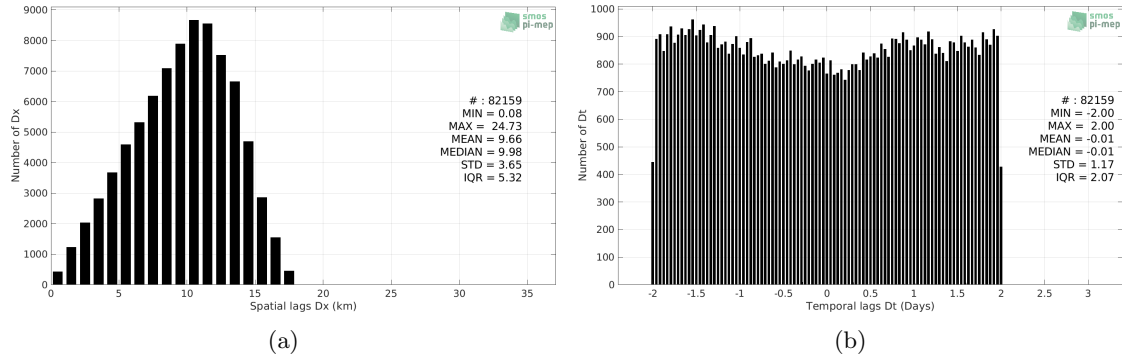 smos
pi-mep
Number of Dx
9000
8000
7000
6000
5000
4000
3000
2000
1000
0
# : 82159
MIN = 0.08
MAX = 24.73
MEAN = 9.66
MEDIAN = 9.98
STD = 3.65
IQR = 5.32
0 5 10 15 20 25 30 35
Spatial lags Dx (km)
(a)
smos
pi-mep
Number of Dt
1000
900
800
700
600
500
400
300
200
100
0
# : 82159
MIN = -2.00
MAX = 2.00
MEAN = -0.01
MEDIAN = -0.01
STD = 1.17
IQR = 2.07
-2 -1.5 -1 -0.5 0 0.5 1 1.5 2 2.5 3
Temporal lags Dt (Days)
(b)